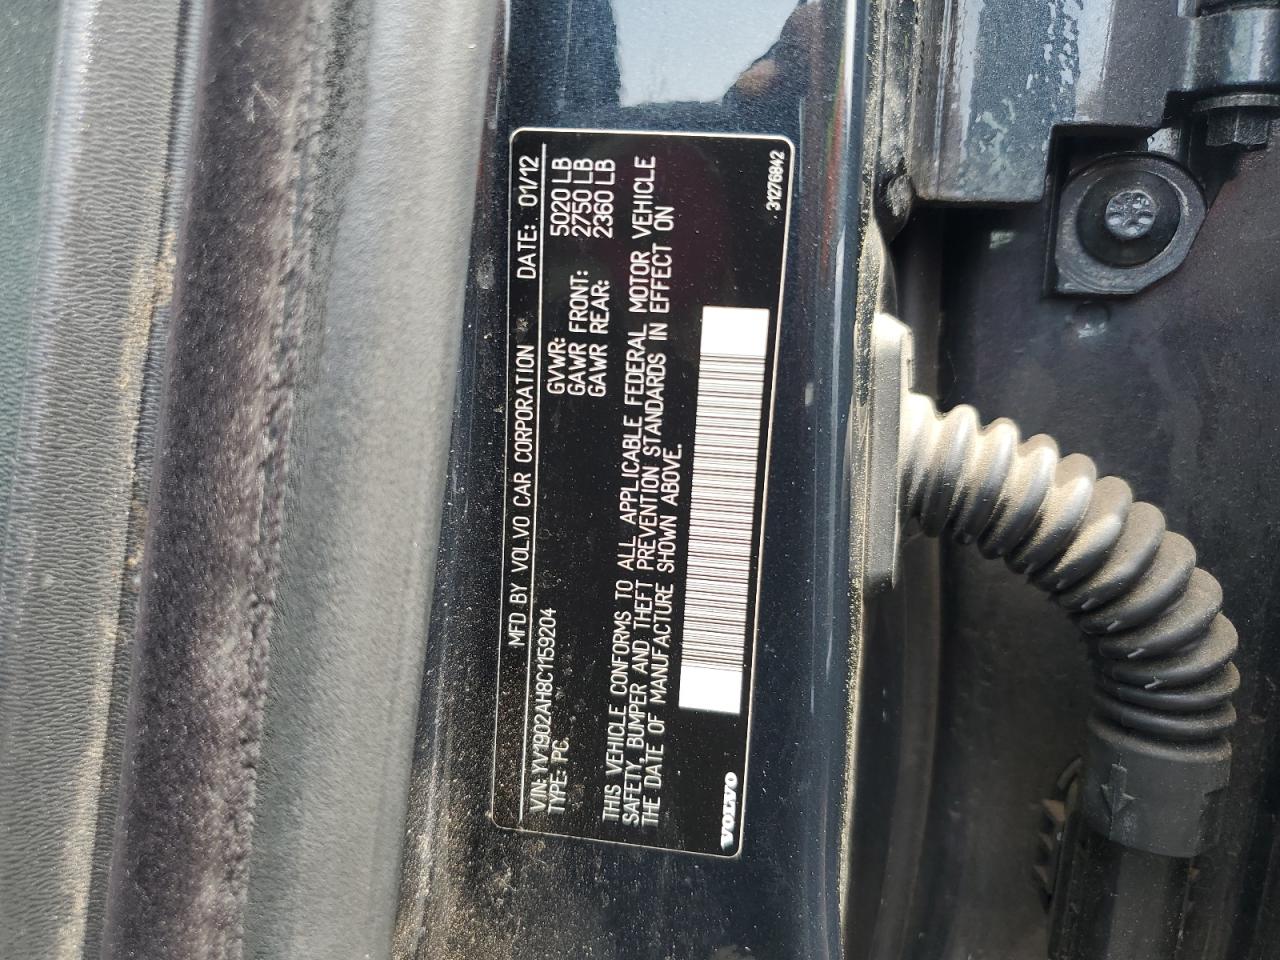 MFD BY VOLVO CAR CORPORATION DATE: 01/12
VIN: YV1902AH8C1159204 GVWR: 5020 LB
TYPE: PC. GAWR FRONT: 2750 LB
GAWR REAR: 2360 LB
THIS VEHICLE CONFORMS TO ALL APPLICABLE FEDERAL MOTOR VEHICLE
SAFETY, BUMPER AND THEFT PREVENTION STANDARDS IN EFFECT ON
THE DATE OF MANUFACTURE SHOWN ABOVE.
VOLVO 31276842